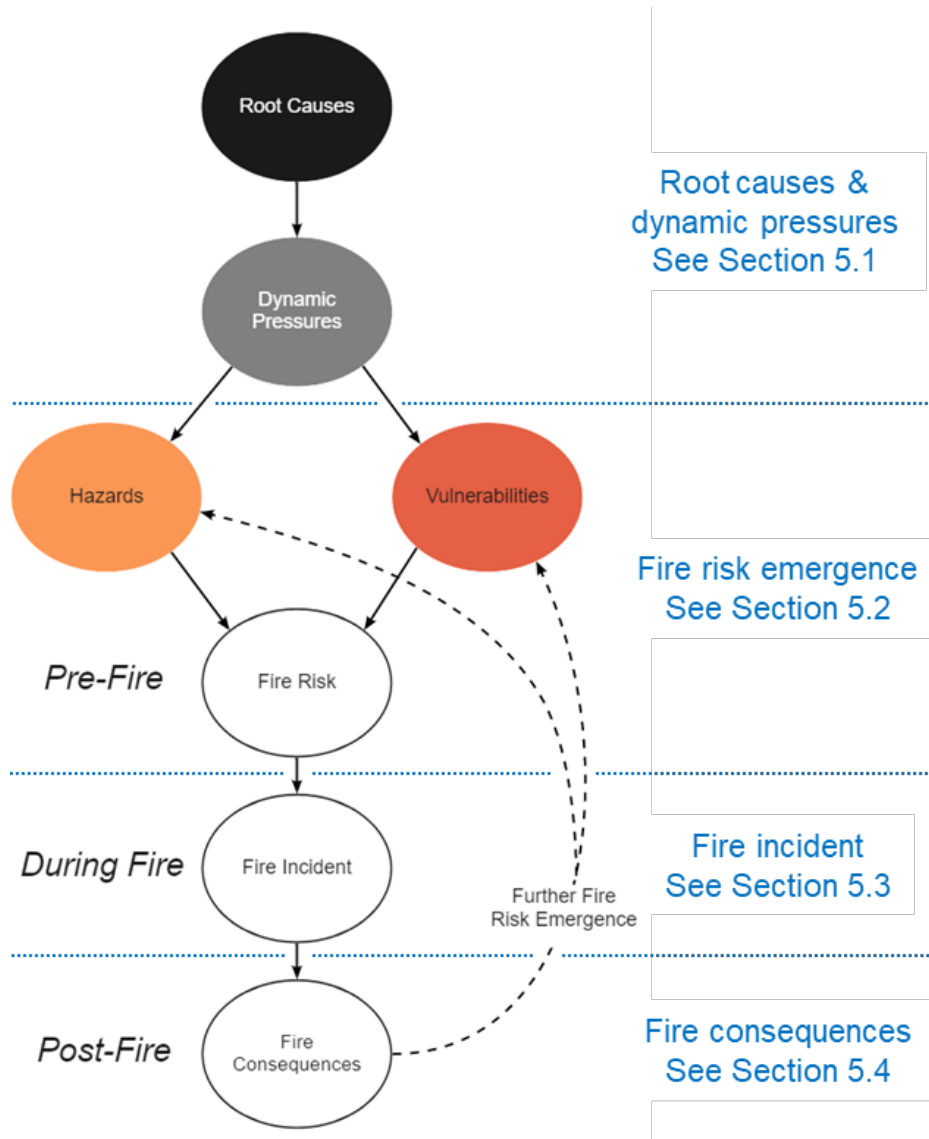 Root Causes
Root causes &
dynamic pressures
See Section 5.1
Dynamic
Pressures
Hazards
Vulnerabilities
Fire risk emergence
See Section 5.2
Pre-Fire
Fire Risk
During Fire
Fire Incident
Fire incident
See Section 5.3
Further Fire
Risk Emergence
Post-Fire
Fire
Consequences
Fire consequences
See Section 5.4